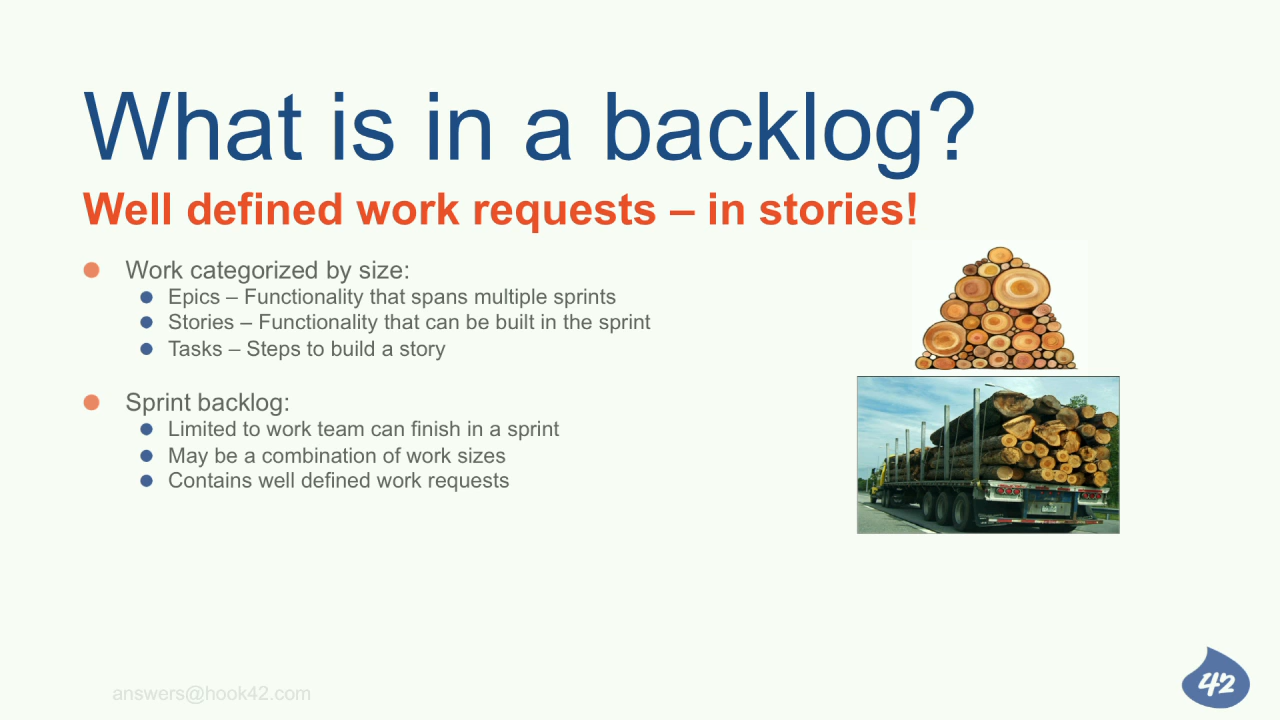 What is in a backlog?
Well defined work requests – in stories!
Work categorized by size:
Epics – Functionality that spans multiple sprints
Stories – Functionality that can be built in the sprint
Tasks – Steps to build a story
Sprint backlog:
Limited to work team can finish in a sprint
May be a combination of work sizes
Contains well defined work requests
answers@hook42.com
42